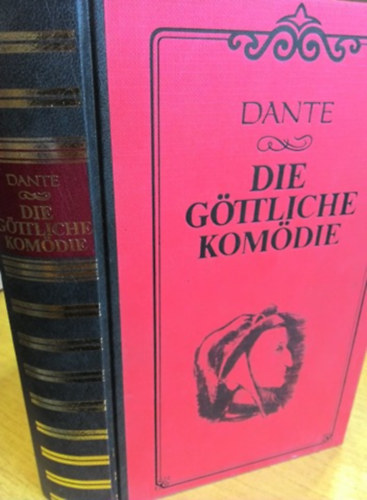 DANTE
DIE
GÖTTLICHE
KOMÖDIE
DANTE
DIE
GÖTTLICHE
KOMÖDIE